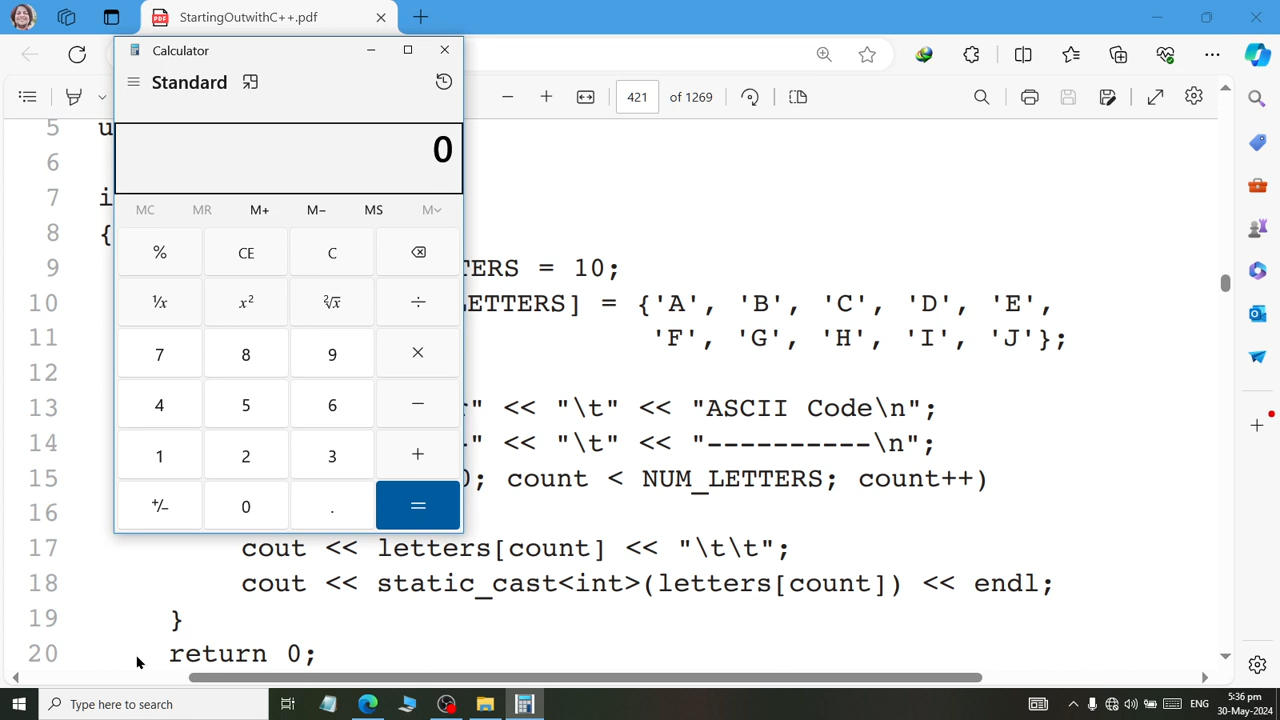 StartingOutwithC++.pdf
Calculator
Standard
421 of 1269
0
MC MR M+ M− MS M
% CE C
1/x x² ²√x ÷
7 8 9 ×
4 5 6 −
1 2 3 +
+/− 0 . =
5 u
6
7 i
8 {
9 TERS = 10;
10 LETTERS] = {'A', 'B', 'C', 'D', 'E',
11 'F', 'G', 'H', 'I', 'J'};
12
13 " << "\t" << "ASCII Code\n";
14 -" << "\t" << "----------\n";
15 0; count < NUM_LETTERS; count++)
16
17 cout << letters[count] << "\t\t";
18 cout << static_cast<int>(letters[count]) << endl;
19 }
20 return 0;
Type here to search
ENG
5:36 pm
30-May-2024